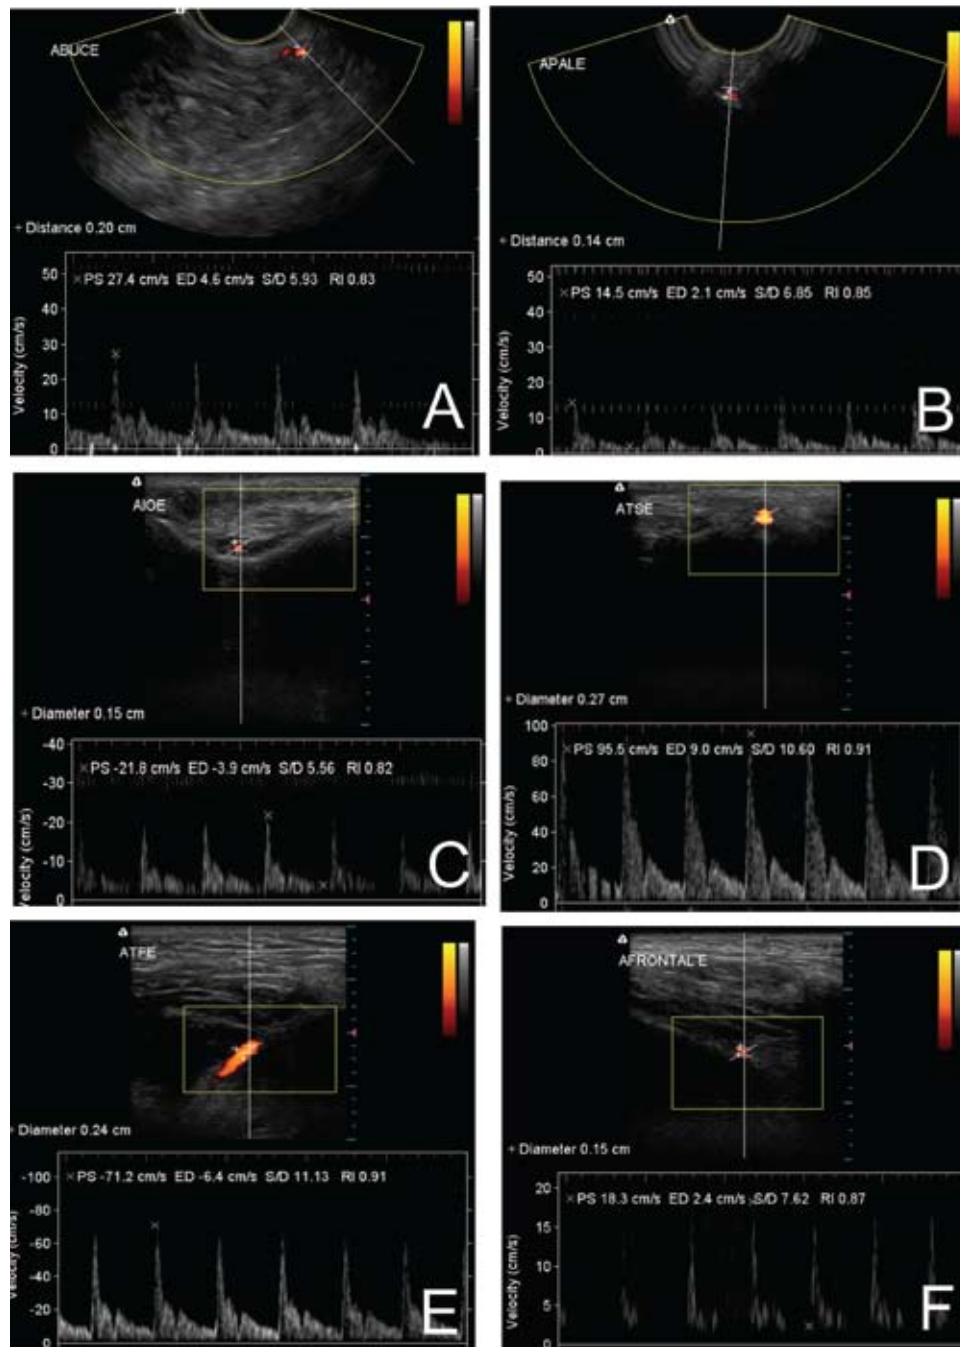 ABUCE
+ Distance 0.20 cm
×PS 27.4 cm/s ED 4.6 cm/s S/D 5.93 RI 0.83
Velocity (cm/s)
50
40
30
20
10
0
A
APALE
+ Distance 0.14 cm
×PS 14.5 cm/s ED 2.1 cm/s S/D 6.85 RI 0.85
Velocity (cm/s)
50
40
30
20
10
0
B
AIOE
+ Diameter 0.15 cm
×PS -21.8 cm/s ED -3.9 cm/s S/D 5.56 RI 0.82
Velocity (cm/s)
-40
-30
-20
-10
0
C
ATSE
+ Diameter 0.27 cm
×PS 95.5 cm/s ED 9.0 cm/s S/D 10.60 RI 0.91
Velocity (cm/s)
100
80
60
40
20
0
D
ATFE
+ Diameter 0.24 cm
×PS -71.2 cm/s ED -6.4 cm/s S/D 11.13 RI 0.91
Velocity (cm/s)
-100
-80
-60
-40
-20
0
E
AFRONTAL E
+ Diameter 0.15 cm
×PS 18.3 cm/s ED 2.4 cm/s S/D 7.62 RI 0.87
Velocity (cm/s)
20
15
10
5
0
F